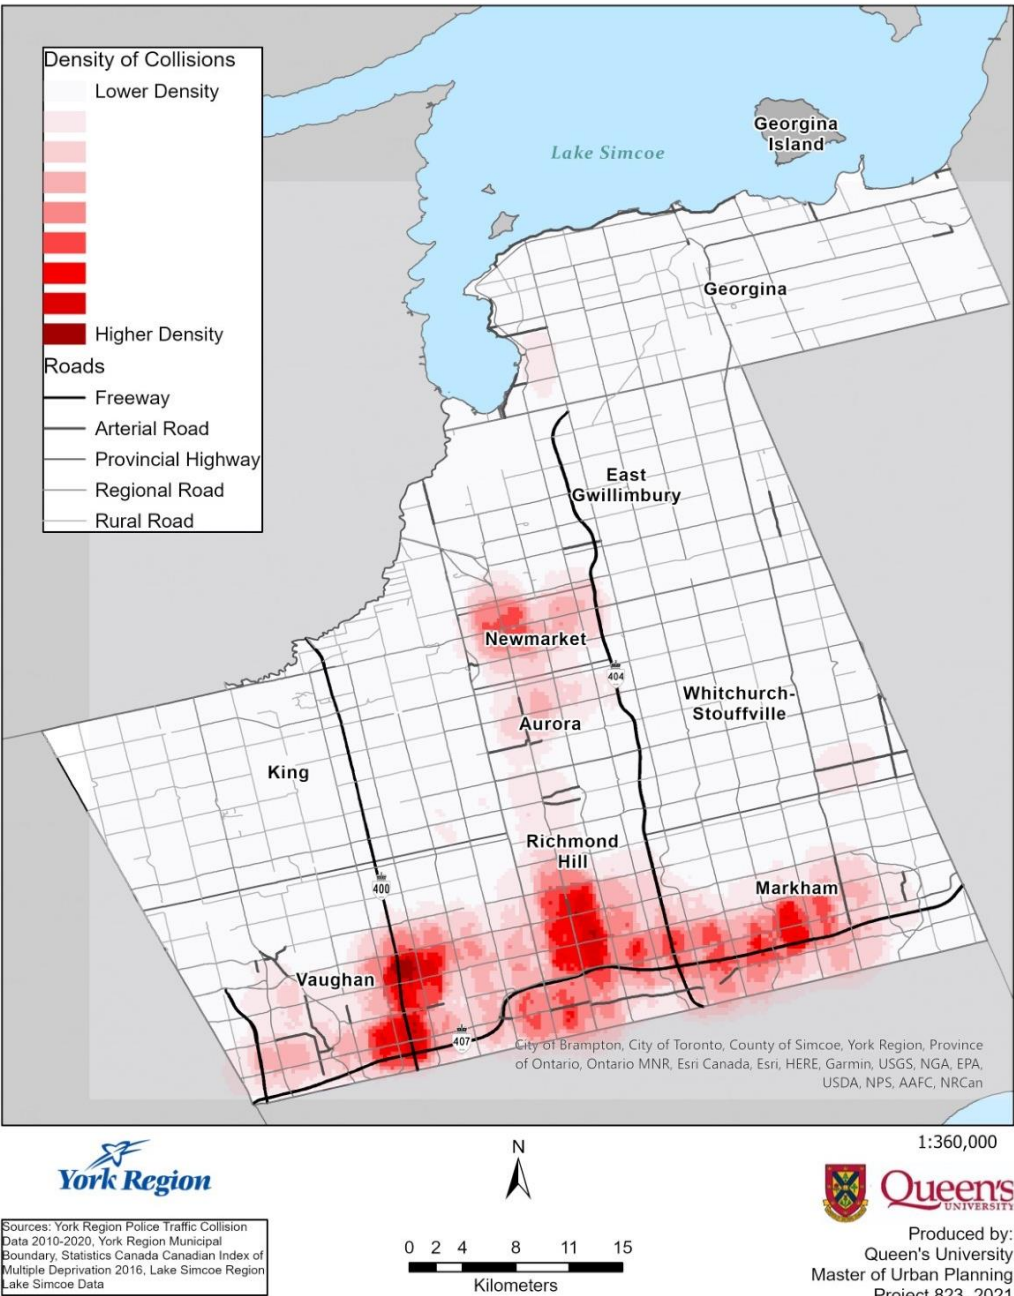 Density of Collisions
Lower Density
Higher Density
Roads
Freeway
Arterial Road
Provincial Highway
Regional Road
Rural Road
Georgina
Island
Lake Simcoe
Georgina
East
Gwillimbury
Newmarket
404
Whitchurch-
Stouffville
Aurora
King
Richmond
Hill
400
Markham
Vaughan
407
City of Brampton, City of Toronto, County of Simcoe, York Region, Province
of Ontario, Ontario MNR, Esri Canada, Esri, HERE, Garmin, USGS, NGA, EPA,
USDA, NPS, AAFC, NRCan
York Region
N
1:360,000
Queen's
UNIVERSITY
Sources: York Region Police Traffic Collision
Data 2010-2020, York Region Municipal
Boundary, Statistics Canada Canadian Index of
Multiple Deprivation 2016, Lake Simcoe Region
Lake Simcoe Data
0 2 4 8 11 15
Kilometers
Produced by:
Queen's University
Master of Urban Planning
Project 823, 2021